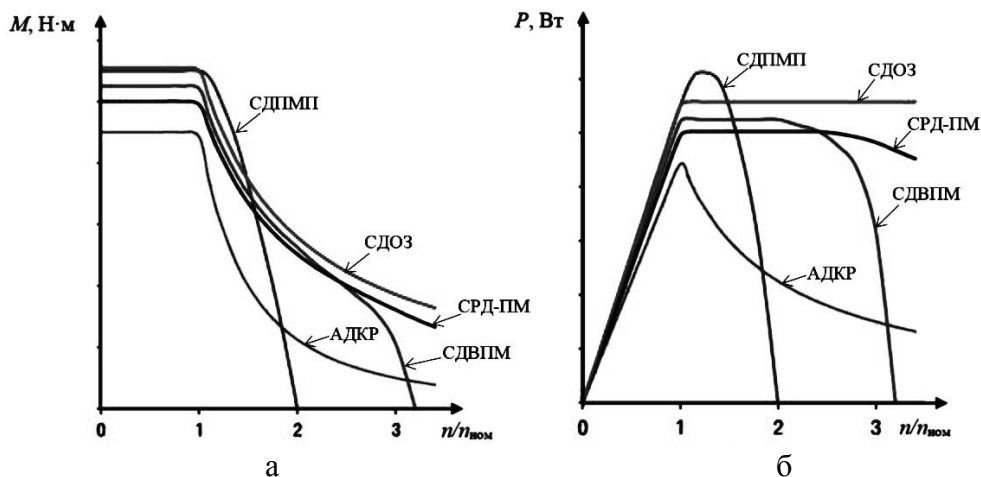 M, Н·м
СДПМП
СДОЗ
СРД-ПМ
АДКР
СДВПМ
0 1 2 3 n/nном
а
P, Вт
СДПМП
СДОЗ
СРД-ПМ
СДВПМ
АДКР
0 1 2 3 n/nном
б